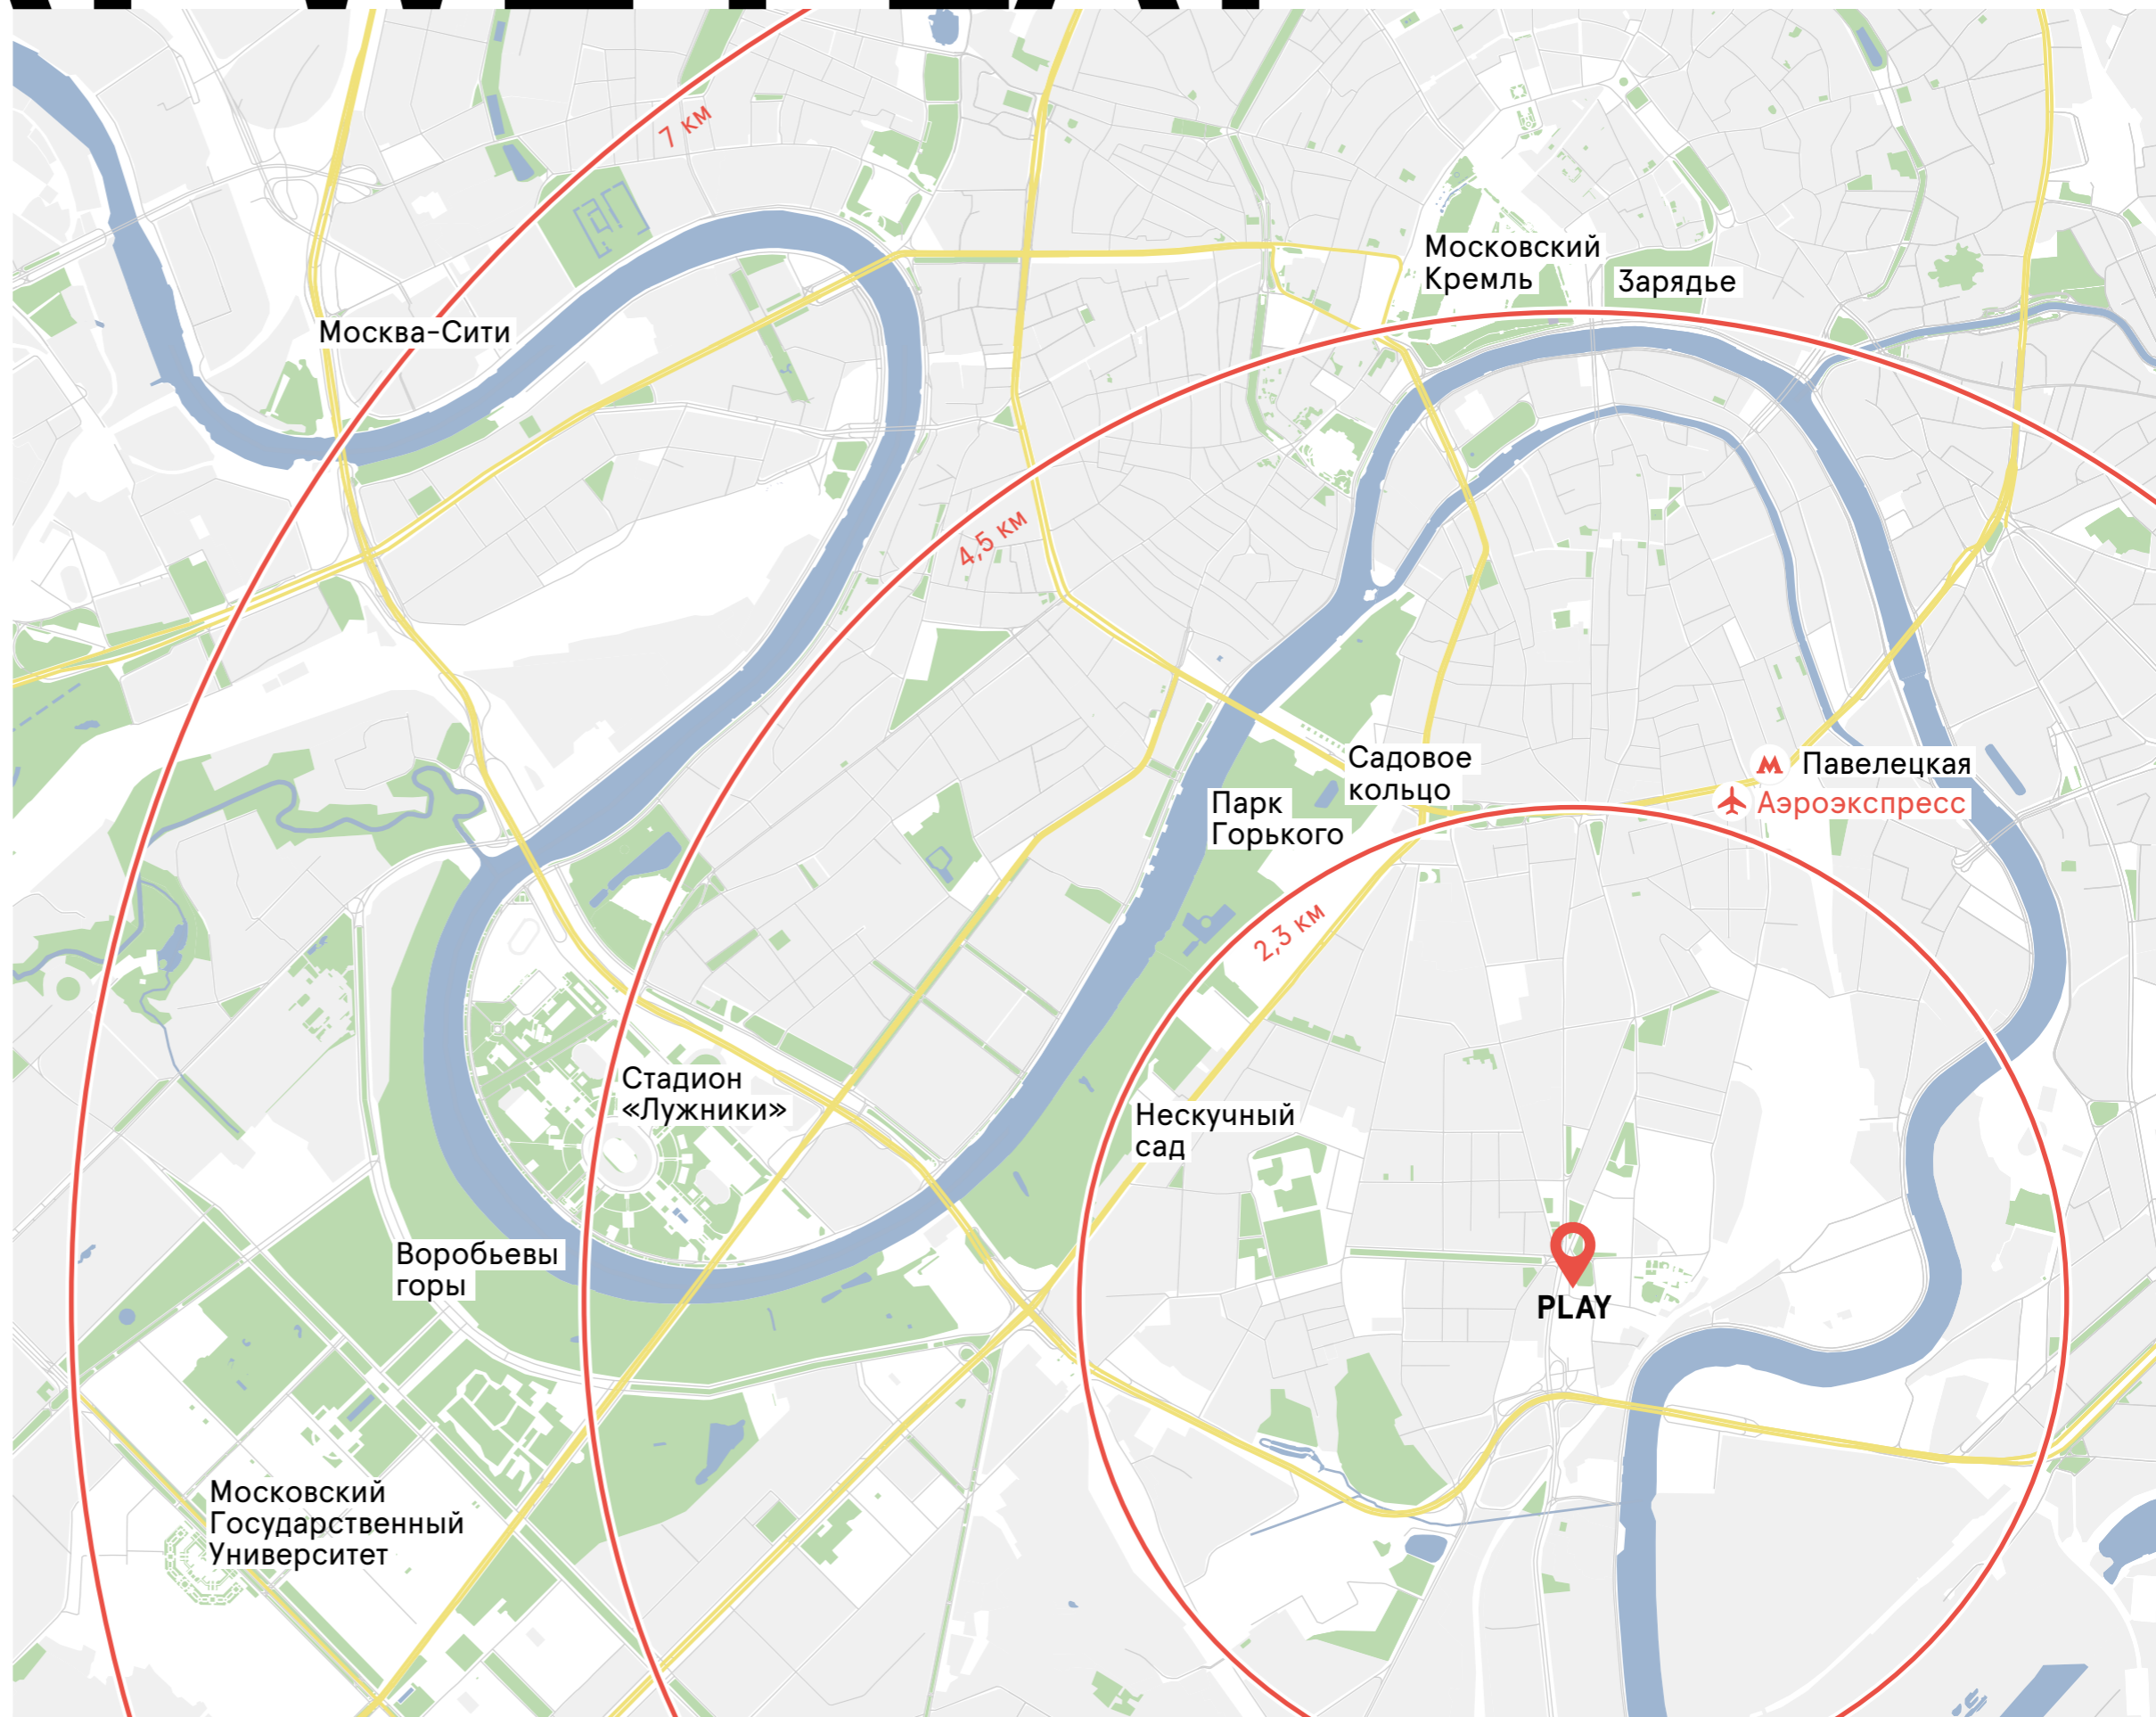 7 км
Московский
Кремль
Зарядье
Москва-Сити
4,5 км
Садовое
кольцо
Павелецкая
Аэроэкспресс
Парк
Горького
2,3 км
Стадион
«Лужники»
Нескучный
сад
Воробьевы
горы
PLAY
Московский
Государственный
Университет